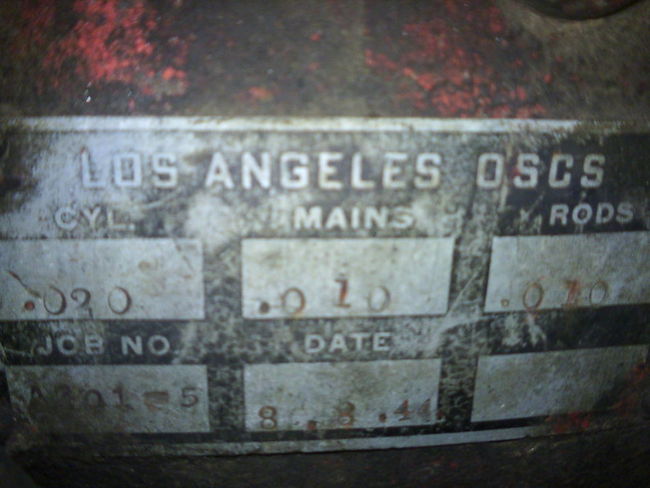 LOS ANGELES OSCS
CYL. MAINS RODS
.020 .010 .010
JOB NO. DATE
8.8.44